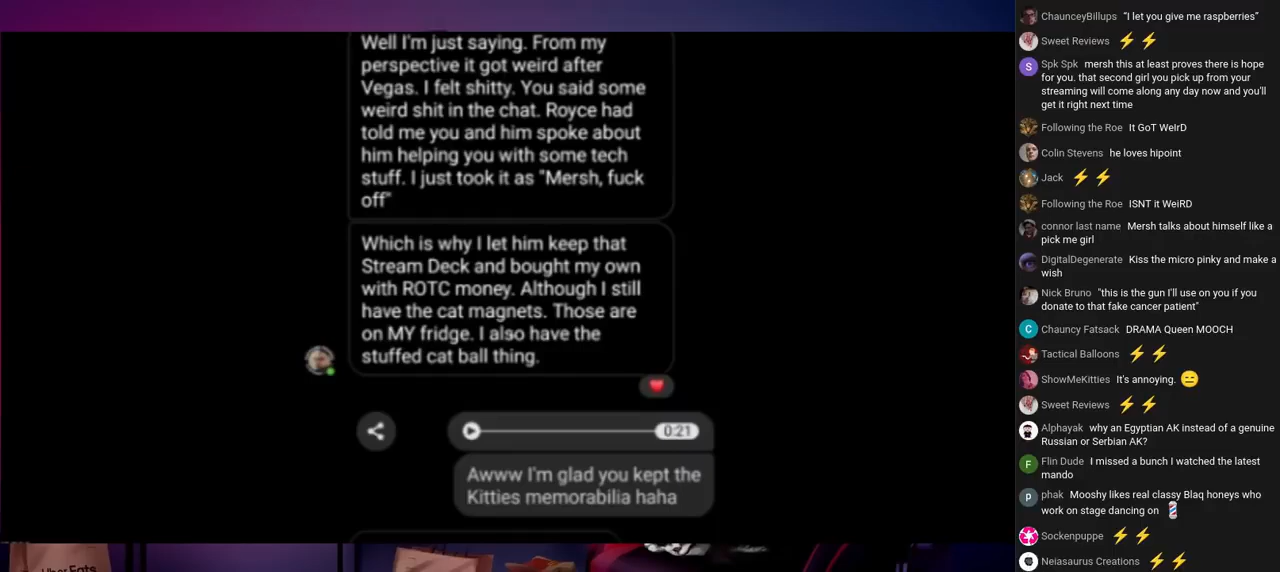 Well I'm just saying. From my
perspective it got weird after
Vegas. I felt shitty. You said some
weird shit in the chat. Royce had
told me you and him spoke about
him helping you with some tech
stuff. I just took it as "Mersh, fuck
off"
Which is why I let him keep that
Stream Deck and bought my own
with ROTC money. Although I still
have the cat magnets. Those are
on MY fridge. I also have the
stuffed cat ball thing.
0:21
Awww I'm glad you kept the
Kitties memorabilia haha
Uber Eats
ChaunceyBillups "I let you give me raspberries"
Sweet Reviews ⚡⚡
S Spk Spk mersh this at least proves there is hope
for you. that second girl you pick up from your
streaming will come along any day now and you'll
get it right next time
Following the Roe It GoT WeIrD
Colin Stevens he loves hipoint
Jack ⚡⚡
Following the Roe ISNT it WeiRD
connor last name Mersh talks about himself like a
pick me girl
DigitalDegenerate Kiss the micro pinky and make a
wish
Nick Bruno "this is the gun I'll use on you if you
donate to that fake cancer patient"
C Chauncy Fatsack DRAMA Queen MOOCH
Tactical Balloons ⚡⚡
ShowMeKitties It's annoying. 😑
Sweet Reviews ⚡⚡
Alphayak why an Egyptian AK instead of a genuine
Russian or Serbian AK?
F Flin Dude I missed a bunch I watched the latest
mando
p phak Mooshy likes real classy Blaq honeys who
work on stage dancing on 💈
Sockenpuppe ⚡⚡
Neiasaurus Creations ⚡⚡